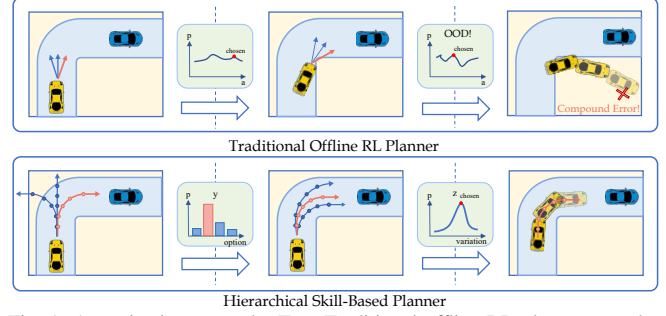 p
chosen
a
OOD!
p
chosen
a
Compound Error!
Traditional Offline RL Planner
p
y
option
z
p
chosen
variation
Hierarchical Skill-Based Planner